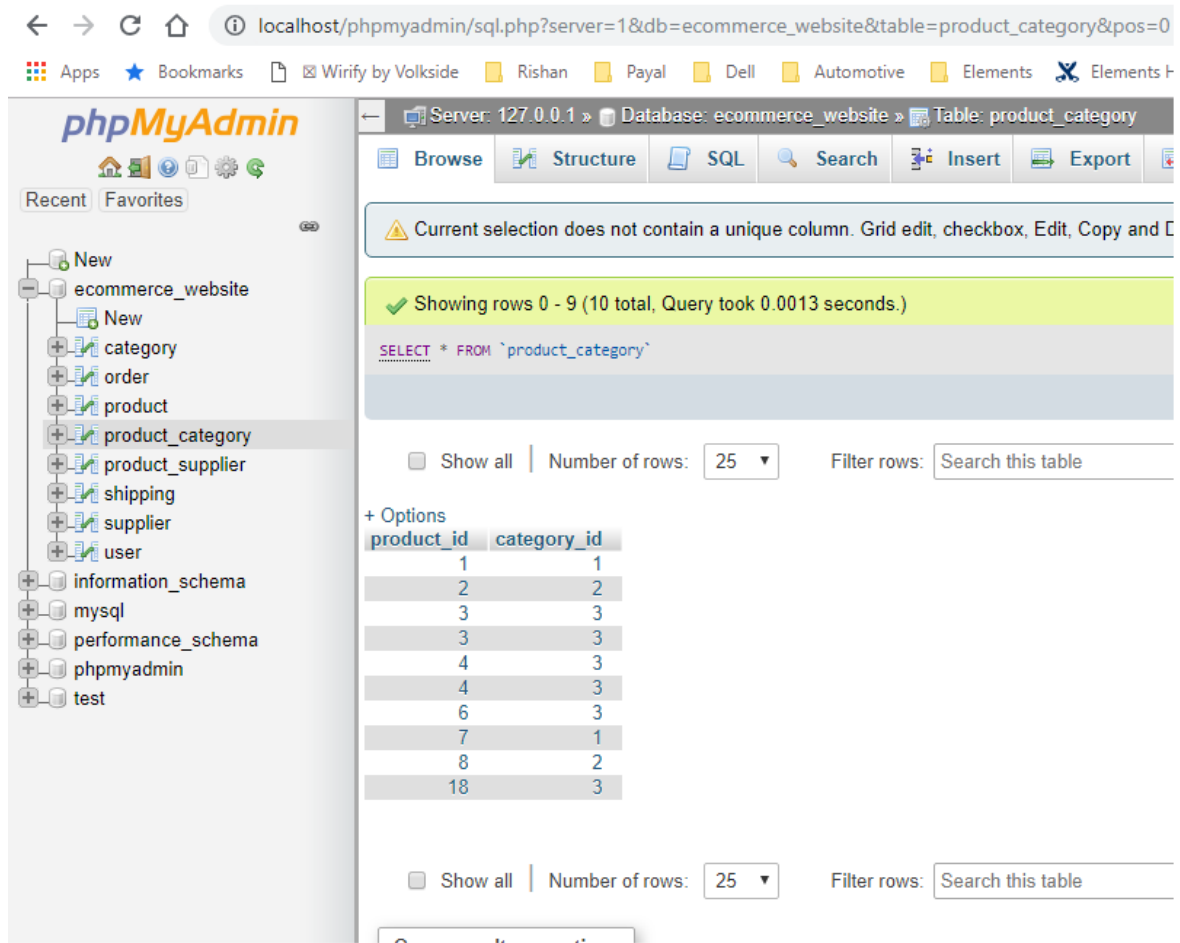 localhost/phpmyadmin/sql.php?server=1&db=ecommerce_website&table=product_category&pos=0
Apps Bookmarks Wirify by Volkside Rishan Payal Dell Automotive Elements Elements
phpMyAdmin
Recent Favorites
New
ecommerce_website
New
category
order
product
product_category
product_supplier
shipping
supplier
user
information_schema
mysql
performance_schema
phpmyadmin
test
← Server: 127.0.0.1 » Database: ecommerce_website » Table: product_category
Browse Structure SQL Search Insert Export
Current selection does not contain a unique column. Grid edit, checkbox, Edit, Copy and
Showing rows 0 - 9 (10 total, Query took 0.0013 seconds.)
SELECT * FROM `product_category`
Show all Number of rows: 25 Filter rows: Search this table
+ Options
product_id category_id
1 1
2 2
3 3
3 3
4 3
4 3
6 3
7 1
8 2
18 3
Show all Number of rows: 25 Filter rows: Search this table